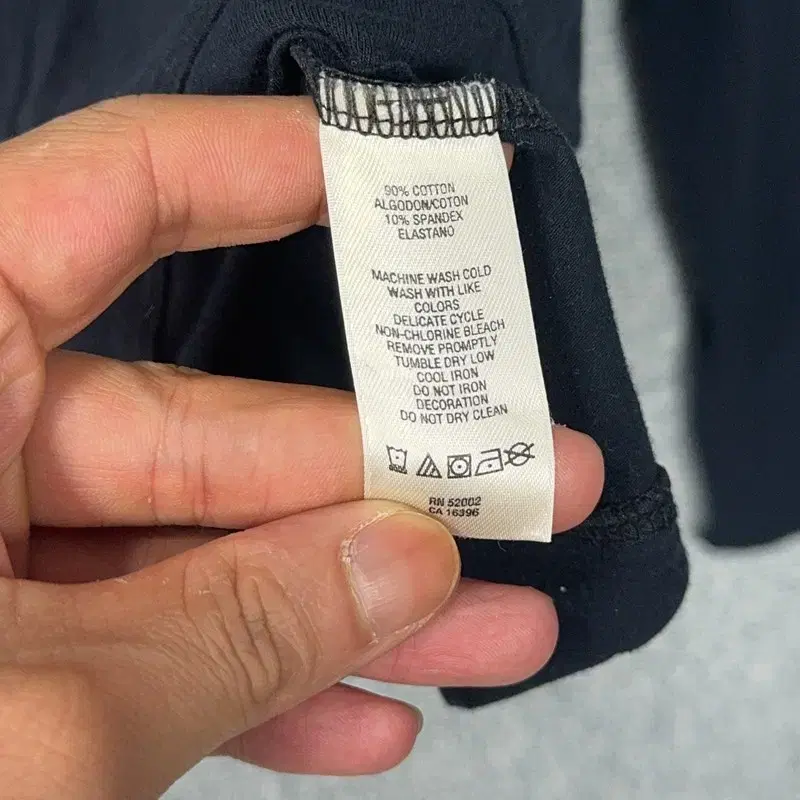 90% COTTON
ALGODON/COTON
10% SPANDEX
ELASTANO
MACHINE WASH COLD
WASH WITH LIKE
COLORS
DELICATE CYCLE
NON-CHLORINE BLEACH
REMOVE PROMPTLY
TUMBLE DRY LOW
COOL IRON
DO NOT IRON
DECORATION
DO NOT DRY CLEAN
RN 52002
CA 16396